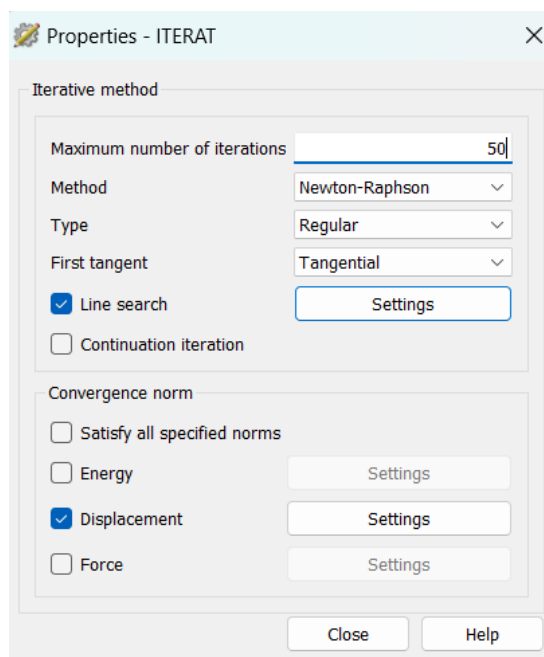 Properties - ITERAT
Iterative method
Maximum number of iterations 50
Method Newton-Raphson
Type Regular
First tangent Tangential
Line search Settings
Continuation iteration
Convergence norm
Satisfy all specified norms
Energy Settings
Displacement Settings
Force Settings
Close Help